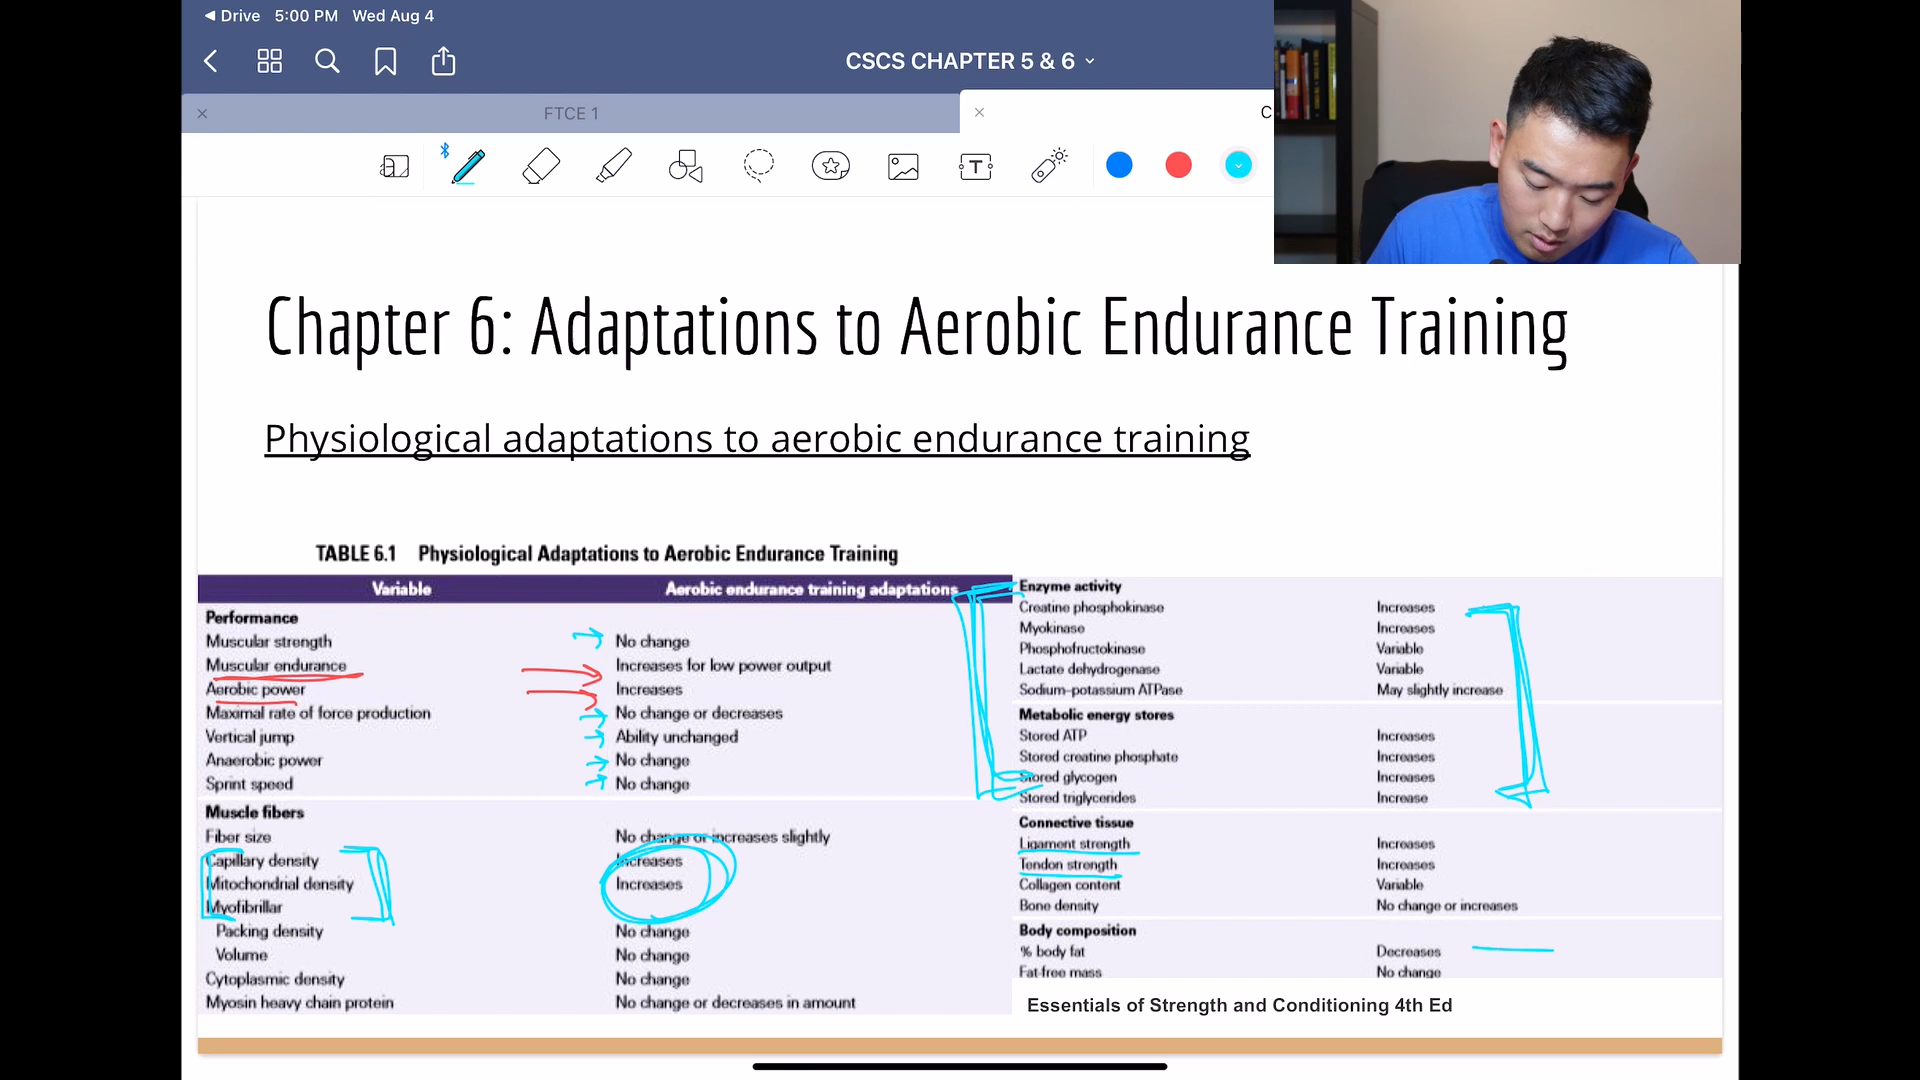 Drive 5:00 PM Wed Aug 4
CSCS CHAPTER 5 & 6
FTCE 1
C
T
Chapter 6: Adaptations to Aerobic Endurance Training
Physiological adaptations to aerobic endurance training
TABLE 6.1 Physiological Adaptations to Aerobic Endurance Training
Variable Aerobic endurance training adaptations
Performance
Muscular strength No change
Muscular endurance Increases for low power output
Aerobic power Increases
Maximal rate of force production No change or decreases
Vertical jump Ability unchanged
Anaerobic power No change
Sprint speed No change
Muscle fibers
Fiber size No change or increases slightly
Capillary density Increases
Mitochondrial density Increases
Myofibrillar
Packing density No change
Volume No change
Cytoplasmic density No change
Myosin heavy chain protein No change or decreases in amount
Enzyme activity
Creatine phosphokinase Increases
Myokinase Increases
Phosphofructokinase Variable
Lactate dehydrogenase Variable
Sodium–potassium ATPase May slightly increase
Metabolic energy stores
Stored ATP Increases
Stored creatine phosphate Increases
Stored glycogen Increases
Stored triglycerides Increase
Connective tissue
Ligament strength Increases
Tendon strength Increases
Collagen content Variable
Bone density No change or increases
Body composition
% body fat Decreases
Fat-free mass No change
Essentials of Strength and Conditioning 4th Ed